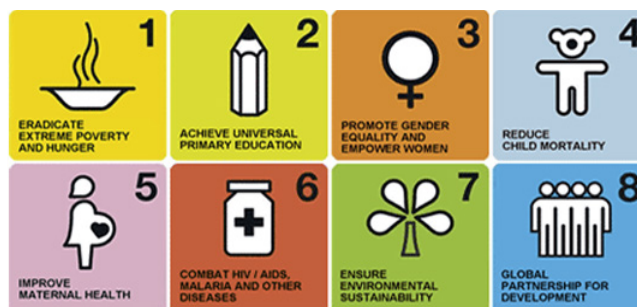 1
ERADICATE
EXTREME POVERTY
AND HUNGER
2
ACHIEVE UNIVERSAL
PRIMARY EDUCATION
3
PROMOTE GENDER
EQUALITY AND
EMPOWER WOMEN
4
REDUCE
CHILD MORTALITY
5
IMPROVE
MATERNAL HEALTH
6
COMBAT HIV / AIDS,
MALARIA AND OTHER
DISEASES
7
ENSURE
ENVIRONMENTAL
SUSTAINABILITY
8
GLOBAL
PARTNERSHIP FOR
DEVELOPMENT